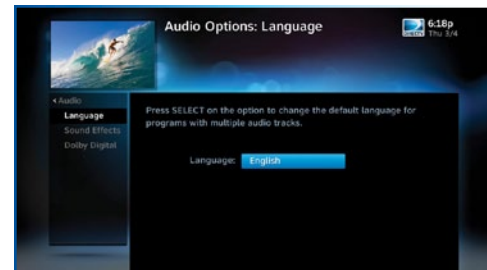 Audio Options: Language
6:18p
DIRECTV
Thu 3/4
Audio
Language
Sound Effects
Dolby Digital
Press SELECT on the option to change the default language for
programs with multiple audio tracks.
Language: English